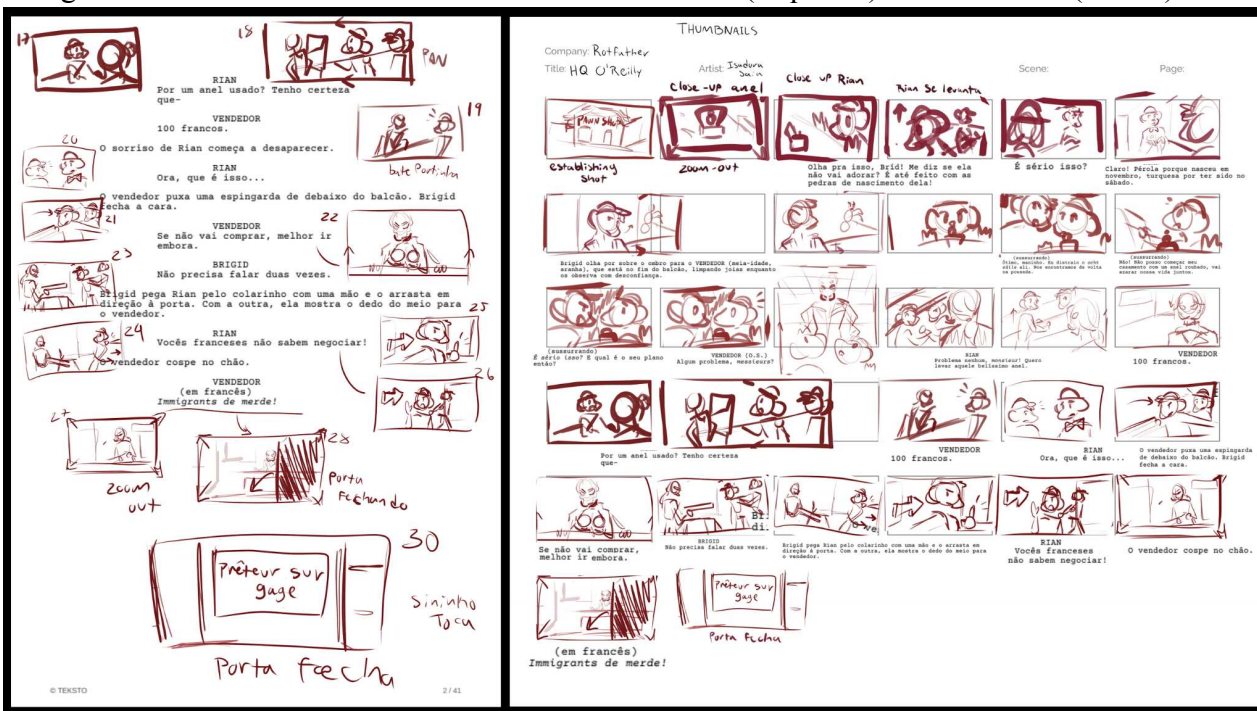 17
18
PAN
RIAN
Por um anel usado? Tenho certeza
que-
VENDEDOR
100 francos.
19
bate Portinha
20
O sorriso de Rian começa a desaparecer.
RIAN
Ora, que é isso...
O vendedor puxa uma espingarda de debaixo do balcão. Brigid
fecha a cara.
21
22
VENDEDOR
Se não vai comprar, melhor ir
embora.
23
BRIGID
Não precisa falar duas vezes.
Brigid pega Rian pelo colarinho com uma mão e o arrasta em
direção à porta. Com a outra, ela mostra o dedo do meio para
o vendedor.
24
25
RIAN
Vocês franceses não sabem negociar!
O vendedor cospe no chão.
26
VENDEDOR
(em francês)
Immigrants de merde!
27
28
zoom
out
Porta
Fechando
30
Prêteur sur
gage
Sininho
Toca
Porta fecha
© TEKSTO
2 / 41
THUMBNAILS
Company: Rotfather
Title: HQ O'Reilly
Artist: Isadora
Scene:
Page:
Close-up anel
Close up Rian
Rian Se levanta
PAWN SHOP
establishing
Shot
zoom-out
Olha pra isso, Bríd! Me diz se ela
não vai adorar? É até feito com as
pedras de nascimento dela!
É sério isso?
Claro! Pérola porque nasceu em
novembro, turquesa por ter sido no
sábado.
Brigid olha por sobre o ombro para o VENDEDOR (meia-idade,
aranha), que está no fim do balcão, limpando joias enquanto
os observa com desconfiança.
(sussurrando)
Ótimo, maninho. Eu distraio o
ali. Nos encontramos de volta
na
(sussurrando)
Não! Não posso começar meu
casamento com um anel roubado, vai
azarar nossa vida juntos.
(sussurrando)
É sério isso? E qual é o seu plano
então?
VENDEDOR (O.S.)
Algum problema, messieurs?
RIAN
Problema nenhum, monsieur! Quero
levar aquele belíssimo anel.
VENDEDOR
100 francos.
Por um anel usado? Tenho certeza
que-
VENDEDOR
100 francos.
RIAN
Ora, que é isso...
O vendedor puxa uma espingarda
de debaixo do balcão. Brigid
fecha a cara.
Se não vai comprar,
melhor ir embora.
BRIGID
Não precisa falar duas vezes.
Brigid pega Rian pelo colarinho com uma mão e o arrasta em
direção à porta. Com a outra, ela mostra o dedo do meio para
o vendedor.
RIAN
Vocês franceses
não sabem negociar!
O vendedor cospe no chão.
(em francês)
Immigrants de merde!
Prêteur sur
gage
Porta fecha